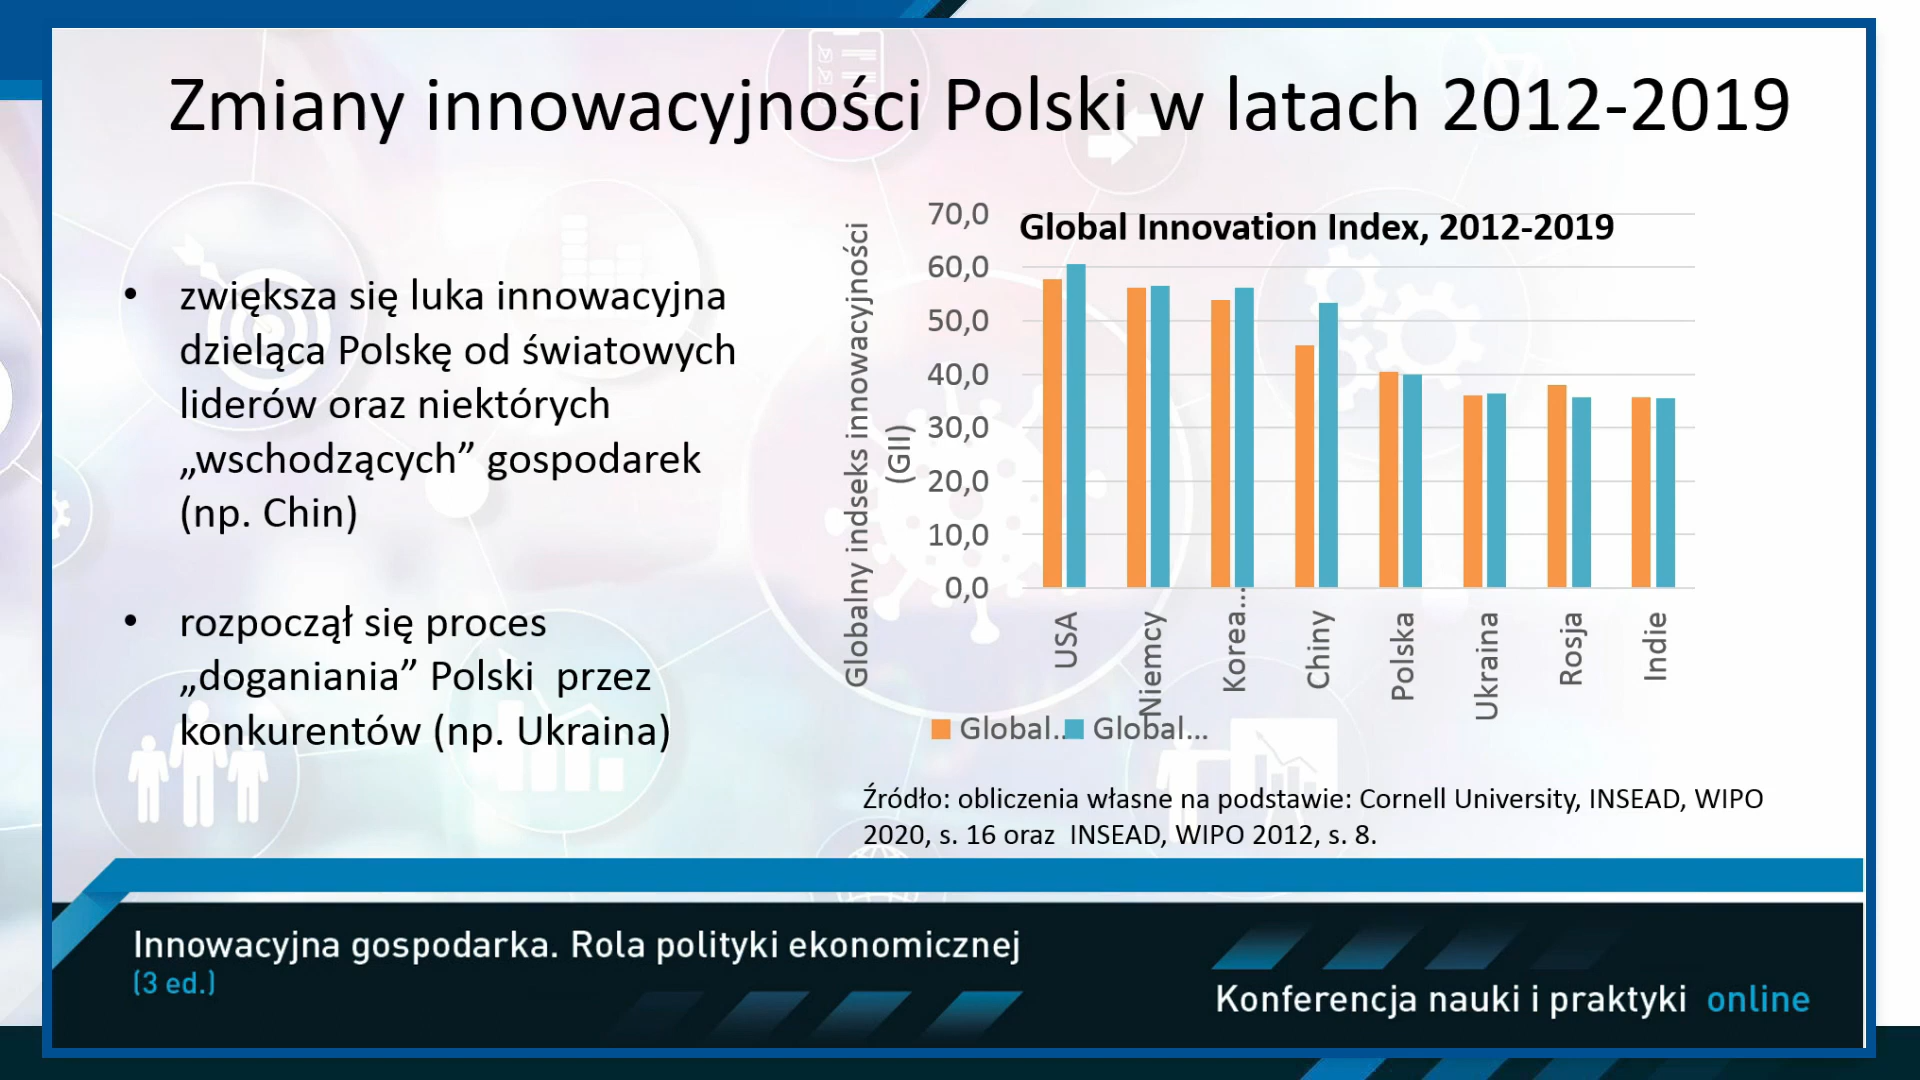 Zmiany innowacyjności Polski w latach 2012-2019
• zwiększa się luka innowacyjna
dzieląca Polskę od światowych
liderów oraz niektórych
„wschodzących” gospodarek
(np. Chin)
• rozpoczął się proces
„doganiania” Polski  przez
konkurentów (np. Ukraina)
Global Innovation Index, 2012-2019
Globalny indseks innowacyjności
(GII)
70,0
60,0
50,0
40,0
30,0
20,0
10,0
0,0
USA
Niemcy
Korea...
Chiny
Polska
Ukraina
Rosja
Indie
Global... Global...
Źródło: obliczenia własne na podstawie: Cornell University, INSEAD, WIPO
2020, s. 16 oraz  INSEAD, WIPO 2012, s. 8.
Innowacyjna gospodarka. Rola polityki ekonomicznej
(3 ed.)
Konferencja nauki i praktyki online